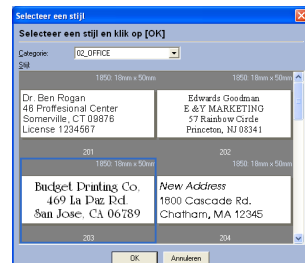 Selecteer een stijl
Selecteer een stijl en klik op [OK]
Categorie: 02_OFFICE
Stijl
1850: 18mm x 50mm 1850: 18mm x 50mm
Dr. Ben Rogan
46 Proffesional Center
Somerville, CT 09876
License 1234567
Edwards Goodman
E &Y MARKETING
57 Rainbow Circle
Princeton, NJ 08341
201 202
1850: 18mm x 50mm 1850: 18mm x 50mm
Budget Printing Co.
469 La Paz Rd.
San Jose, CA 06789
New Address
1800 Cascade Rd.
Chatham, MA 12345
203 204
OK Annuleren